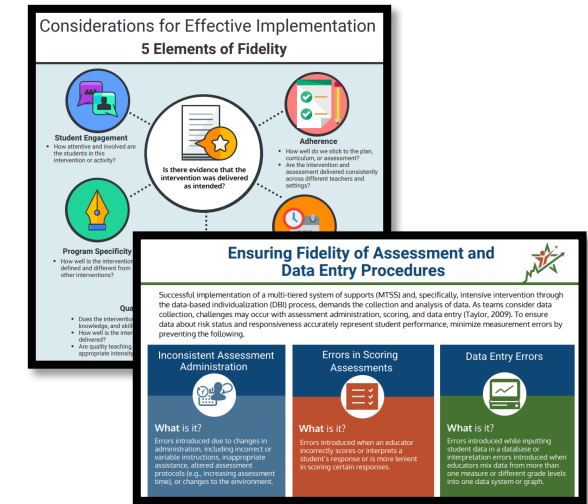 Considerations for Effective Implementation
5 Elements of Fidelity
Student Engagement
• How attentive and involved are
the students in this
intervention or activity?
Is there evidence that the
intervention was delivered
as intended?
Adherence
• How well do we stick to the plan,
curriculum, or assessment?
• Are the intervention and
assessment delivered consistently
across different teachers and
settings?
Program Specificity
• How well is the intervention
defined and different from
other interventions?
Qua
• Does the interventio
knowledge, and skill
• How well is the inter
delivered?
• Are quality teaching
appropriate intensity
Ensuring Fidelity of Assessment and
Data Entry Procedures
Successful implementation of a multi-tiered system of supports (MTSS) and, specifically, intensive intervention through
the data-based individualization (DBI) process, demands the collection and analysis of data. As teams consider data
collection, challenges may occur with assessment administration, scoring, and data entry (Taylor, 2009). To ensure
data about risk status and responsiveness accurately represent student performance, minimize measurement errors by
preventing the following.
Inconsistent Assessment
Administration
What is it?
Errors introduced due to changes in
administration, including incorrect or
variable instructions, inappropriate
assistance, altered assessment
protocols (e.g., increasing assessment
time), or changes to the environment.
Errors in Scoring
Assessments
What is it?
Errors introduced when an educator
incorrectly scores or interprets a
student's response or is more lenient
in scoring certain responses.
Data Entry Errors
What is it?
Errors introduced while inputting
student data in a database or
interpretation errors introduced when
educators mix data from more than
one measure or different grade levels
into one data system or graph.